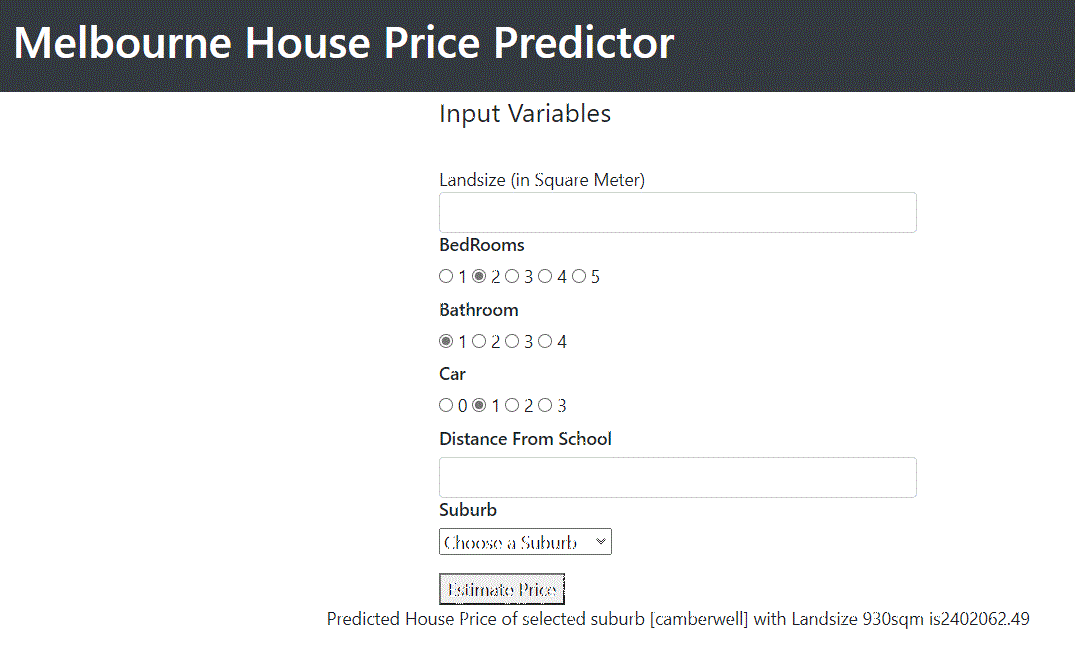 Melbourne House Price Predictor
Input Variables
Landsize (in Square Meter)
BedRooms
1 2 3 4 5
Bathroom
1 2 3 4
Car
0 1 2 3
Distance From School
Suburb
Choose a Suburb
Estimate Price
Predicted House Price of selected suburb [camberwell] with Landsize 930sqm is2402062.49